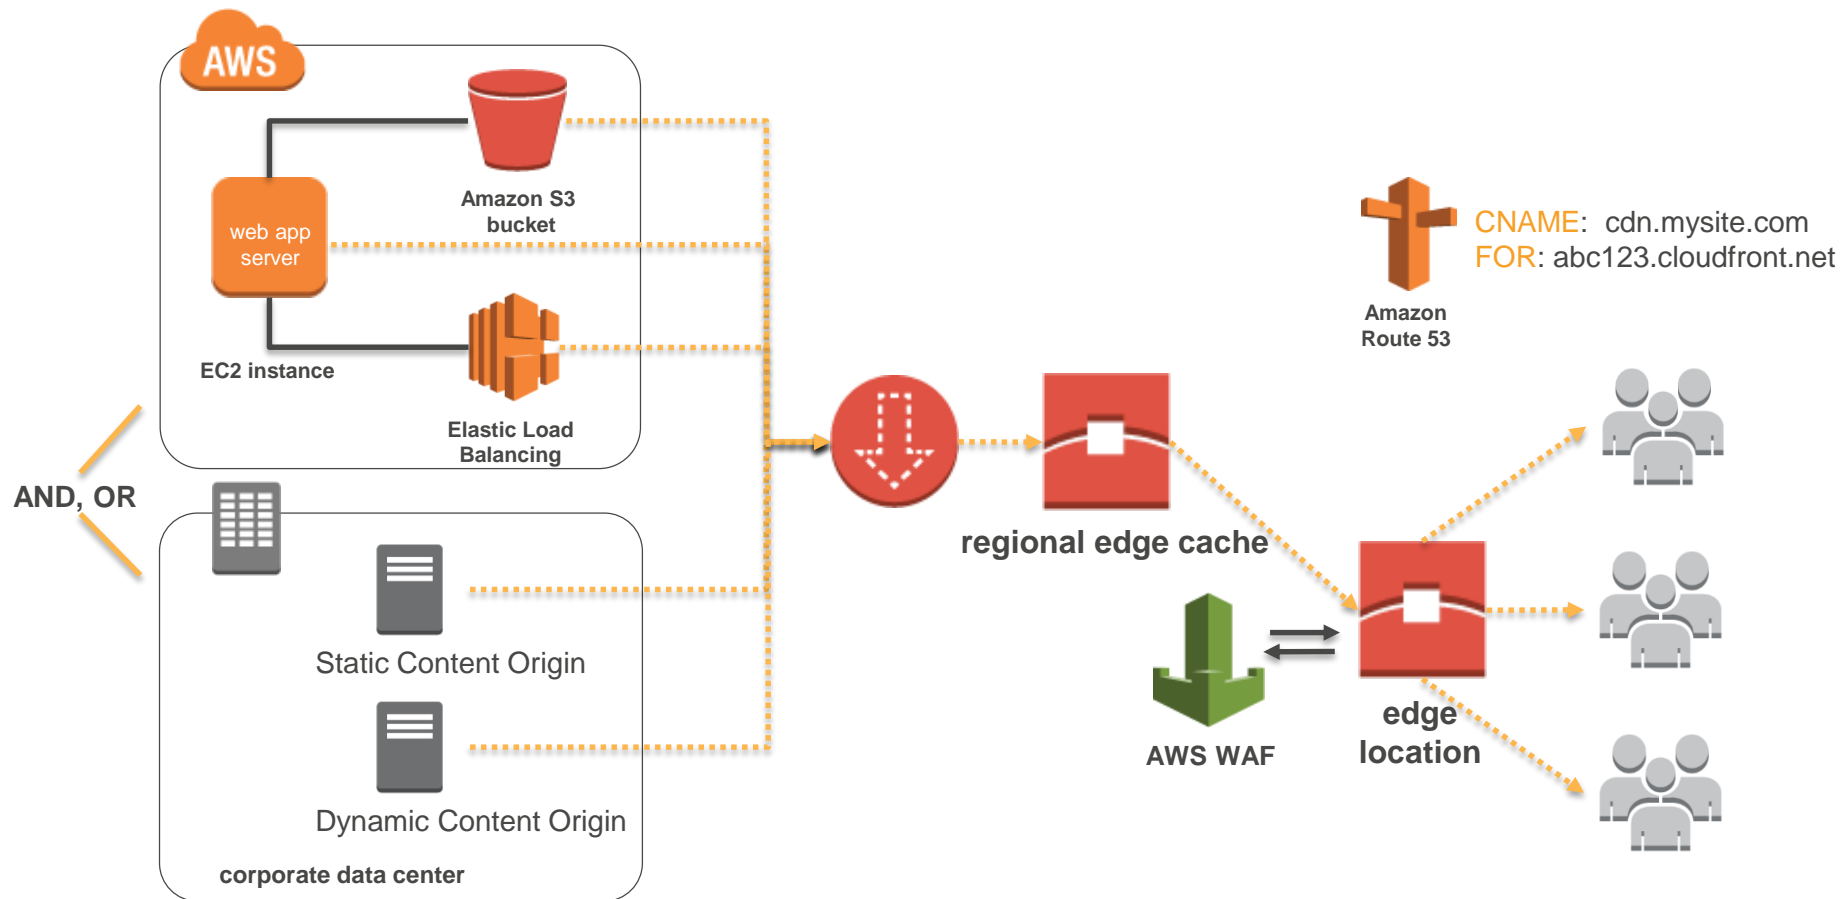 AWS
Amazon S3
bucket
web app
server
EC2 instance
Elastic Load
Balancing
AND, OR
Static Content Origin
Dynamic Content Origin
corporate data center
regional edge cache
AWS WAF
edge
location
Amazon
Route 53
CNAME:  cdn.mysite.com
FOR: abc123.cloudfront.net